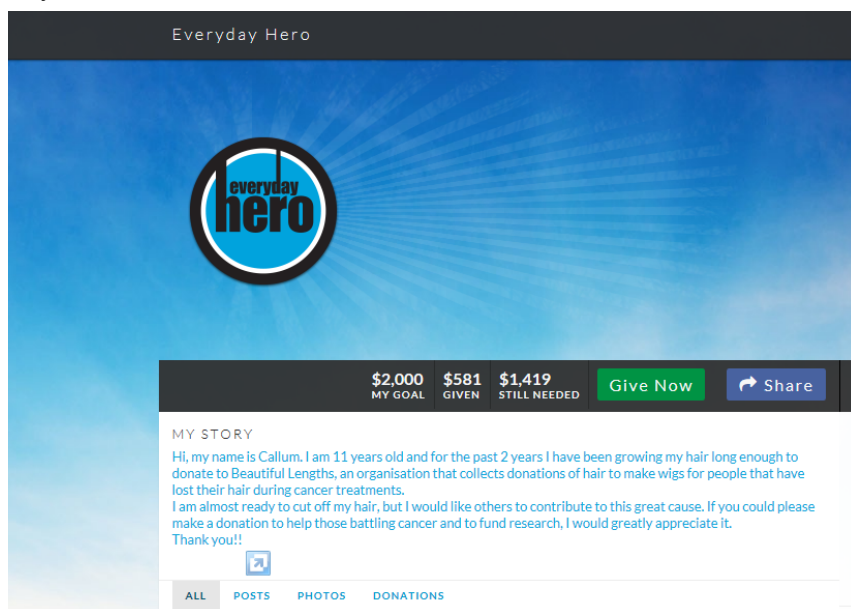 Everyday Hero
everyday
hero
$2,000 $581 $1,419
MY GOAL GIVEN STILL NEEDED
Give Now
Share
MY STORY
Hi, my name is Callum. I am 11 years old and for the past 2 years I have been growing my hair long enough to
donate to Beautiful Lengths, an organisation that collects donations of hair to make wigs for people that have
lost their hair during cancer treatments.
I am almost ready to cut off my hair, but I would like others to contribute to this great cause. If you could please
make a donation to help those battling cancer and to fund research, I would greatly appreciate it.
Thank you!!
ALL POSTS PHOTOS DONATIONS